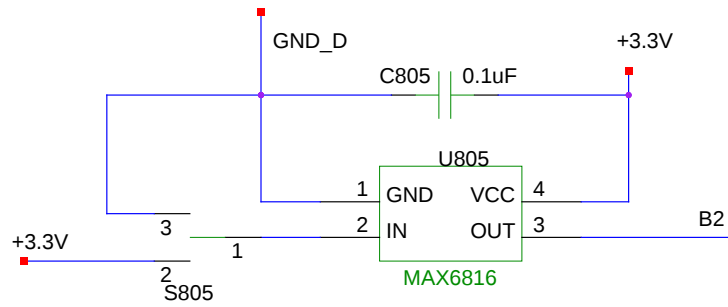 GND_D
+3.3V
C805 0.1uF
U805
1 GND VCC 4
2 IN OUT 3
B2
3
+3.3V
1
2
S805
MAX6816